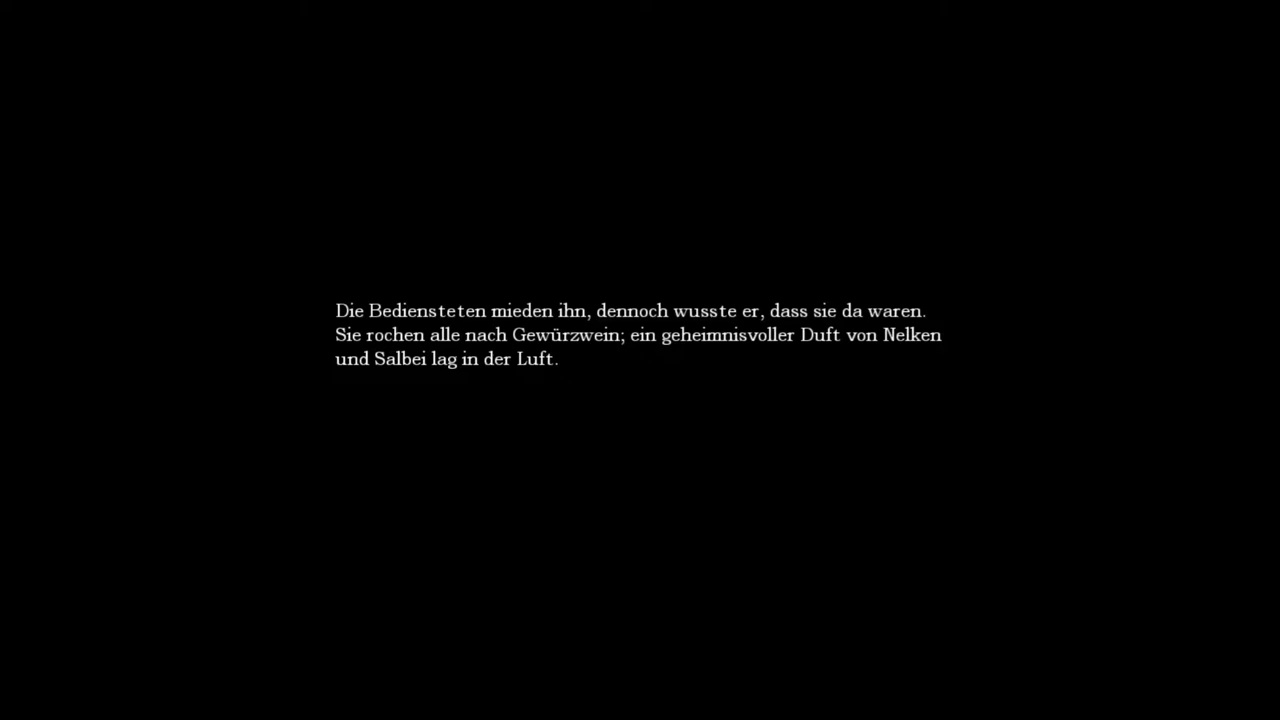 Die Bediensteten mieden ihn, dennoch wusste er, dass sie da waren.
Sie rochen alle nach Gewürzwein; ein geheimnisvoller Duft von Nelken
und Salbei lag in der Luft.